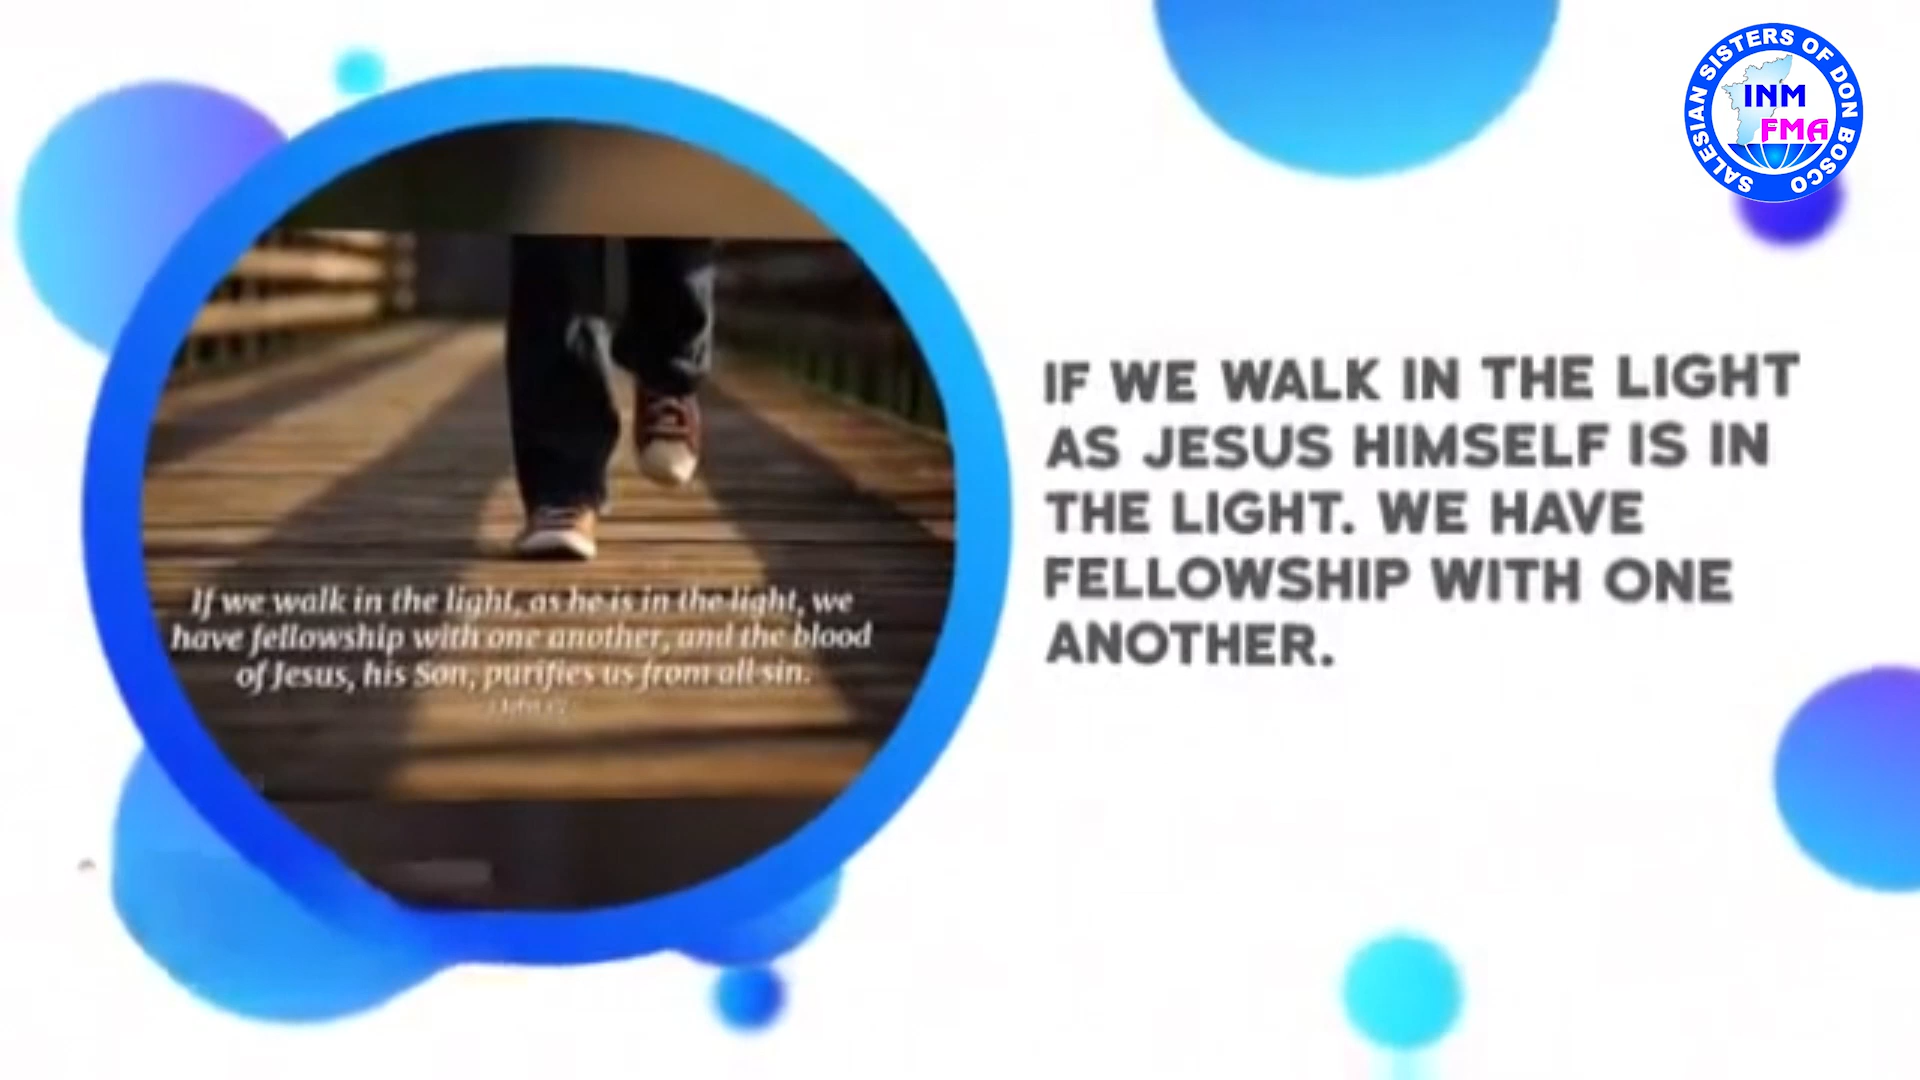 SALESIAN SISTERS OF DON BOSCO
INM
FMA
IF WE WALK IN THE LIGHT
AS JESUS HIMSELF IS IN
THE LIGHT. WE HAVE
FELLOWSHIP WITH ONE
ANOTHER.
If we walk in the light, as he is in the light, we
have fellowship with one another, and the blood
of Jesus, his Son, purifies us from all sin.